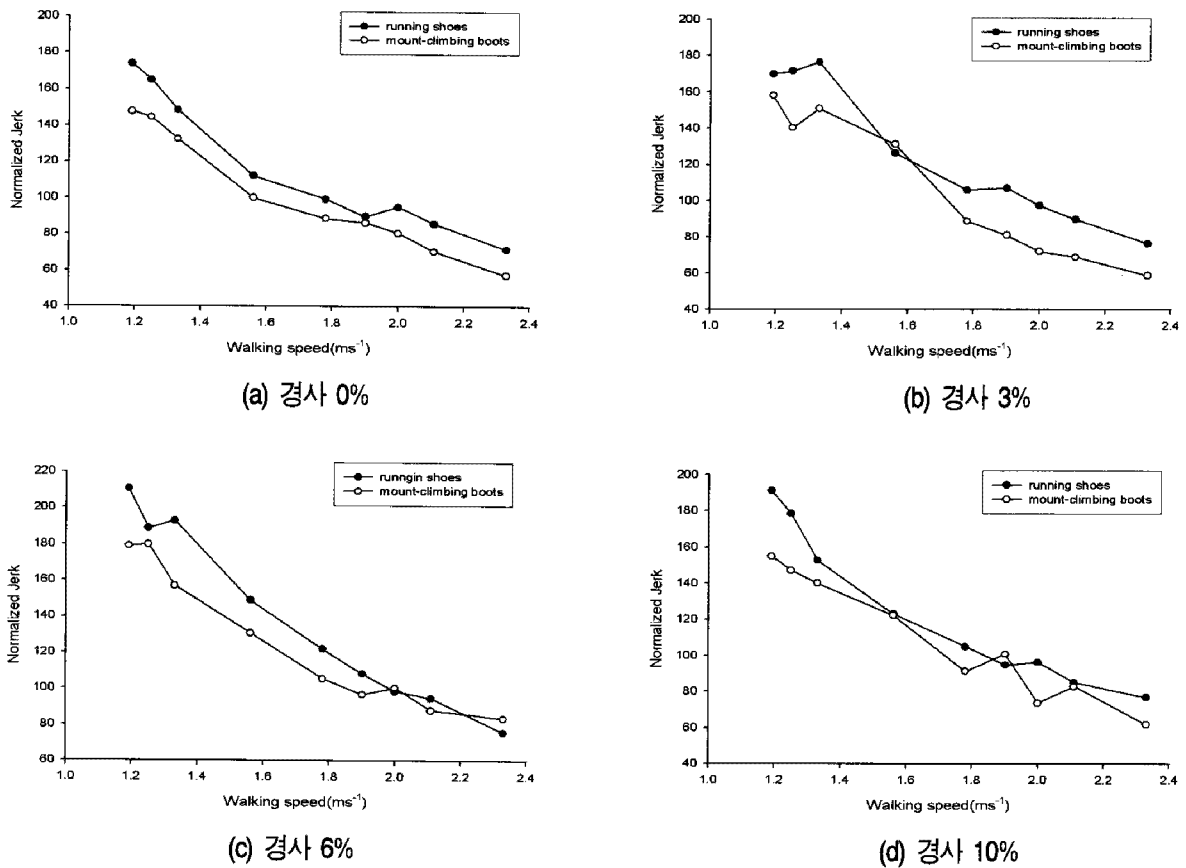 running shoes
mount-climbing boots
200
180
160
140
120
100
80
60
40
Normalized Jerk
1.0 1.2 1.4 1.6 1.8 2.0 2.2 2.4
Walking speed(ms⁻¹)
(a) 경사 0%
running shoes
mount-climbing boots
200
180
160
140
120
100
80
60
40
Normalized Jerk
1.0 1.2 1.4 1.6 1.8 2.0 2.2 2.4
Walking speed(ms⁻¹)
(b) 경사 3%
runngin shoes
mount-climbing boots
220
200
180
160
140
120
100
80
60
Normalized Jerk
1.0 1.2 1.4 1.6 1.8 2.0 2.2 2.4
Walking speed(ms⁻¹)
(c) 경사 6%
running shoes
mount-climbing boots
200
180
160
140
120
100
80
60
40
Normalized Jerk
1.0 1.2 1.4 1.6 1.8 2.0 2.2 2.4
Walking speed(ms⁻¹)
(d) 경사 10%